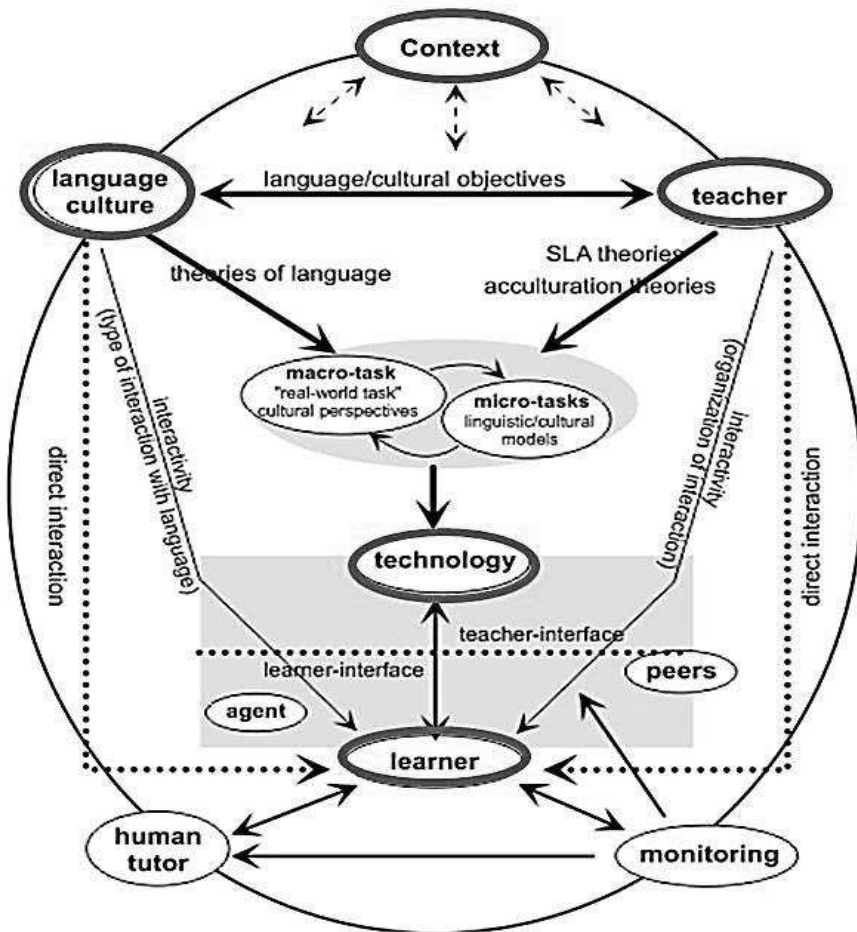 Context
language
culture
language/cultural objectives
teacher
theories of language
SLA theories
acculturation theories
macro-task
"real-world task"
cultural perspectives
micro-tasks
linguistic/cultural
models
direct interaction
interactivity
(type of interaction with language)
interactivity
(organization of interaction)
direct interaction
technology
teacher-interface
learner-interface
peers
agent
learner
human
tutor
monitoring